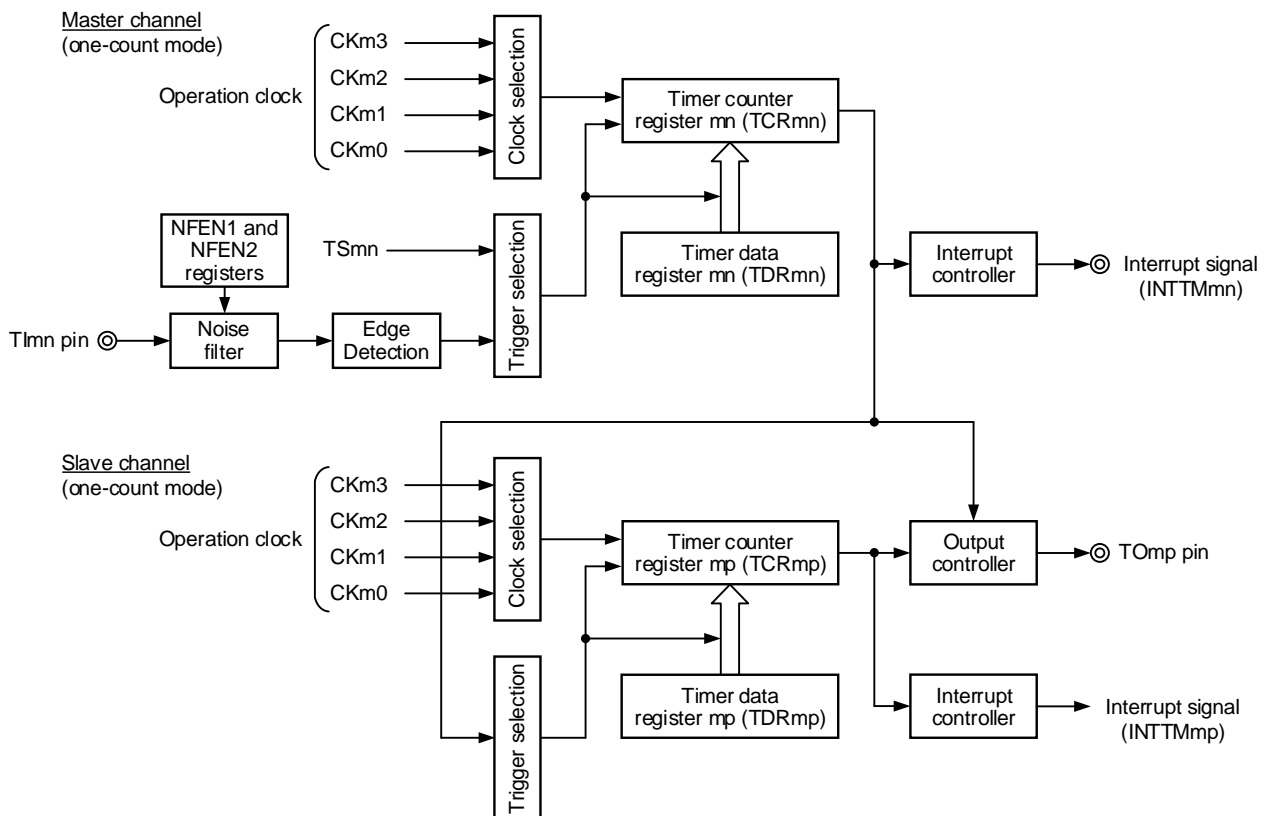 Master channel
(one-count mode)
Operation clock
CKm3
CKm2
CKm1
CKm0
Clock selection
Timer counter
register mn (TCRmn)
NFEN1 and
NFEN2
registers
TSmn
Trigger selection
Timer data
register mn (TDRmn)
Interrupt
controller
Interrupt signal
(INTTMmn)
TImn pin
Noise
filter
Edge
Detection
Slave channel
(one-count mode)
Operation clock
CKm3
CKm2
CKm1
CKm0
Clock selection
Timer counter
register mp (TCRmp)
Output
controller
TOmp pin
Trigger selection
Timer data
register mp (TDRmp)
Interrupt
controller
Interrupt signal
(INTTMmp)